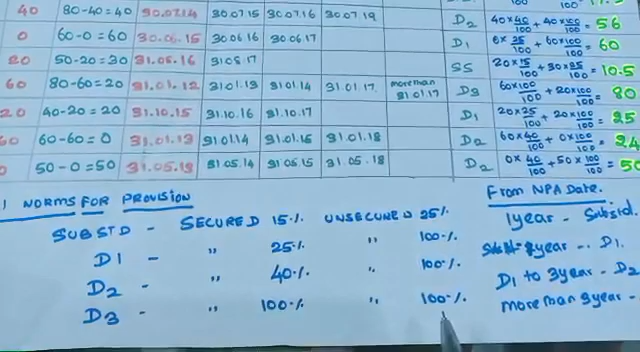 40 80-40=40 30.07.14 30.07.15 30.07.16 30.07.19 D2 40×40/100 + 40×100/100 = 56
0 60-0=60 30.06.15 30.06.16 30.06.17 D1 0×25/100 + 60×100/100 = 60
20 50-20=30 31.05.16 31.05.17 SS 20×15/100 + 30×25/100 = 10.5
60 80-60=20 31.01.12 31.01.13 31.01.14 31.01.17 more than 31.01.17 D3 60×100/100 + 20×100/100 = 80
20 40-20=20 31.10.15 31.10.16 31.10.17 D1 20×25/100 + 20×100/100 = 25
60-60=0 31.01.13 31.01.14 31.01.15 31.01.18 D2 60×40/100 + 0×100/100 = 24
50-0=50 31.05.13 31.05.14 31.05.15 31.05.18 D2 0×40/100 + 50×100/100 = 50
NORMS FOR PROVISION From NPA Date.
SUBSTD - SECURED 15% UNSECURED 25% 1year - Substd
D1 - " 25% " 100% year - D1.
D2 - " 40% " 100% D1 to 3year - D2
D3 - " 100% " 100% more than 3year -